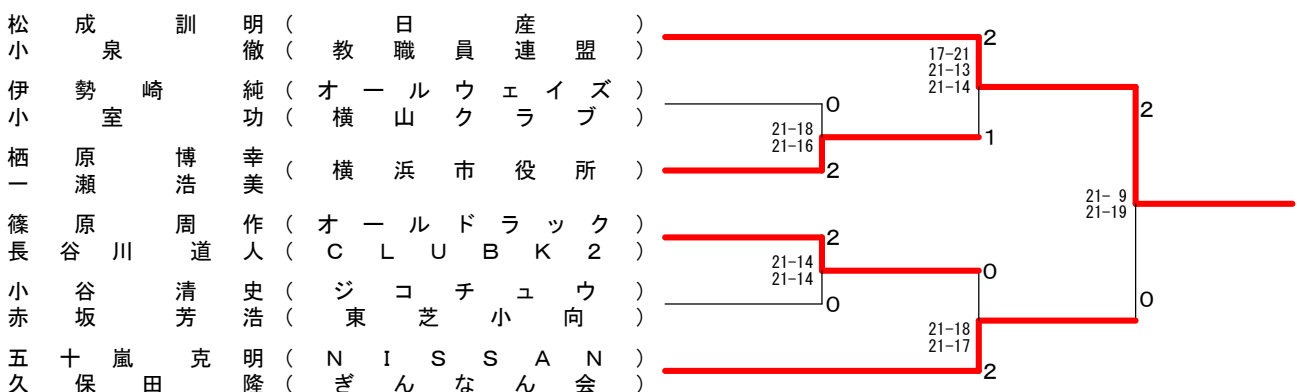 松成訓明(日産)
小泉徹(教職員連盟)
伊勢崎純(オールウェイズ)
小室功(横山クラブ)
栖原博幸
一瀬浩美
(横浜市役所)
篠原周作(オールドラック)
長谷川道人(CLUBK2)
小谷清史(ジコチュウ)
赤坂芳浩(東芝小向)
五十嵐克明(NISSAN)
久保田隆(ぎんなん会)
0
21-18
21-16
2
2
21-14
21-14
0
2
17-21
21-13
21-14
1
0
21-18
21-17
2
2
21- 9
21-19
0